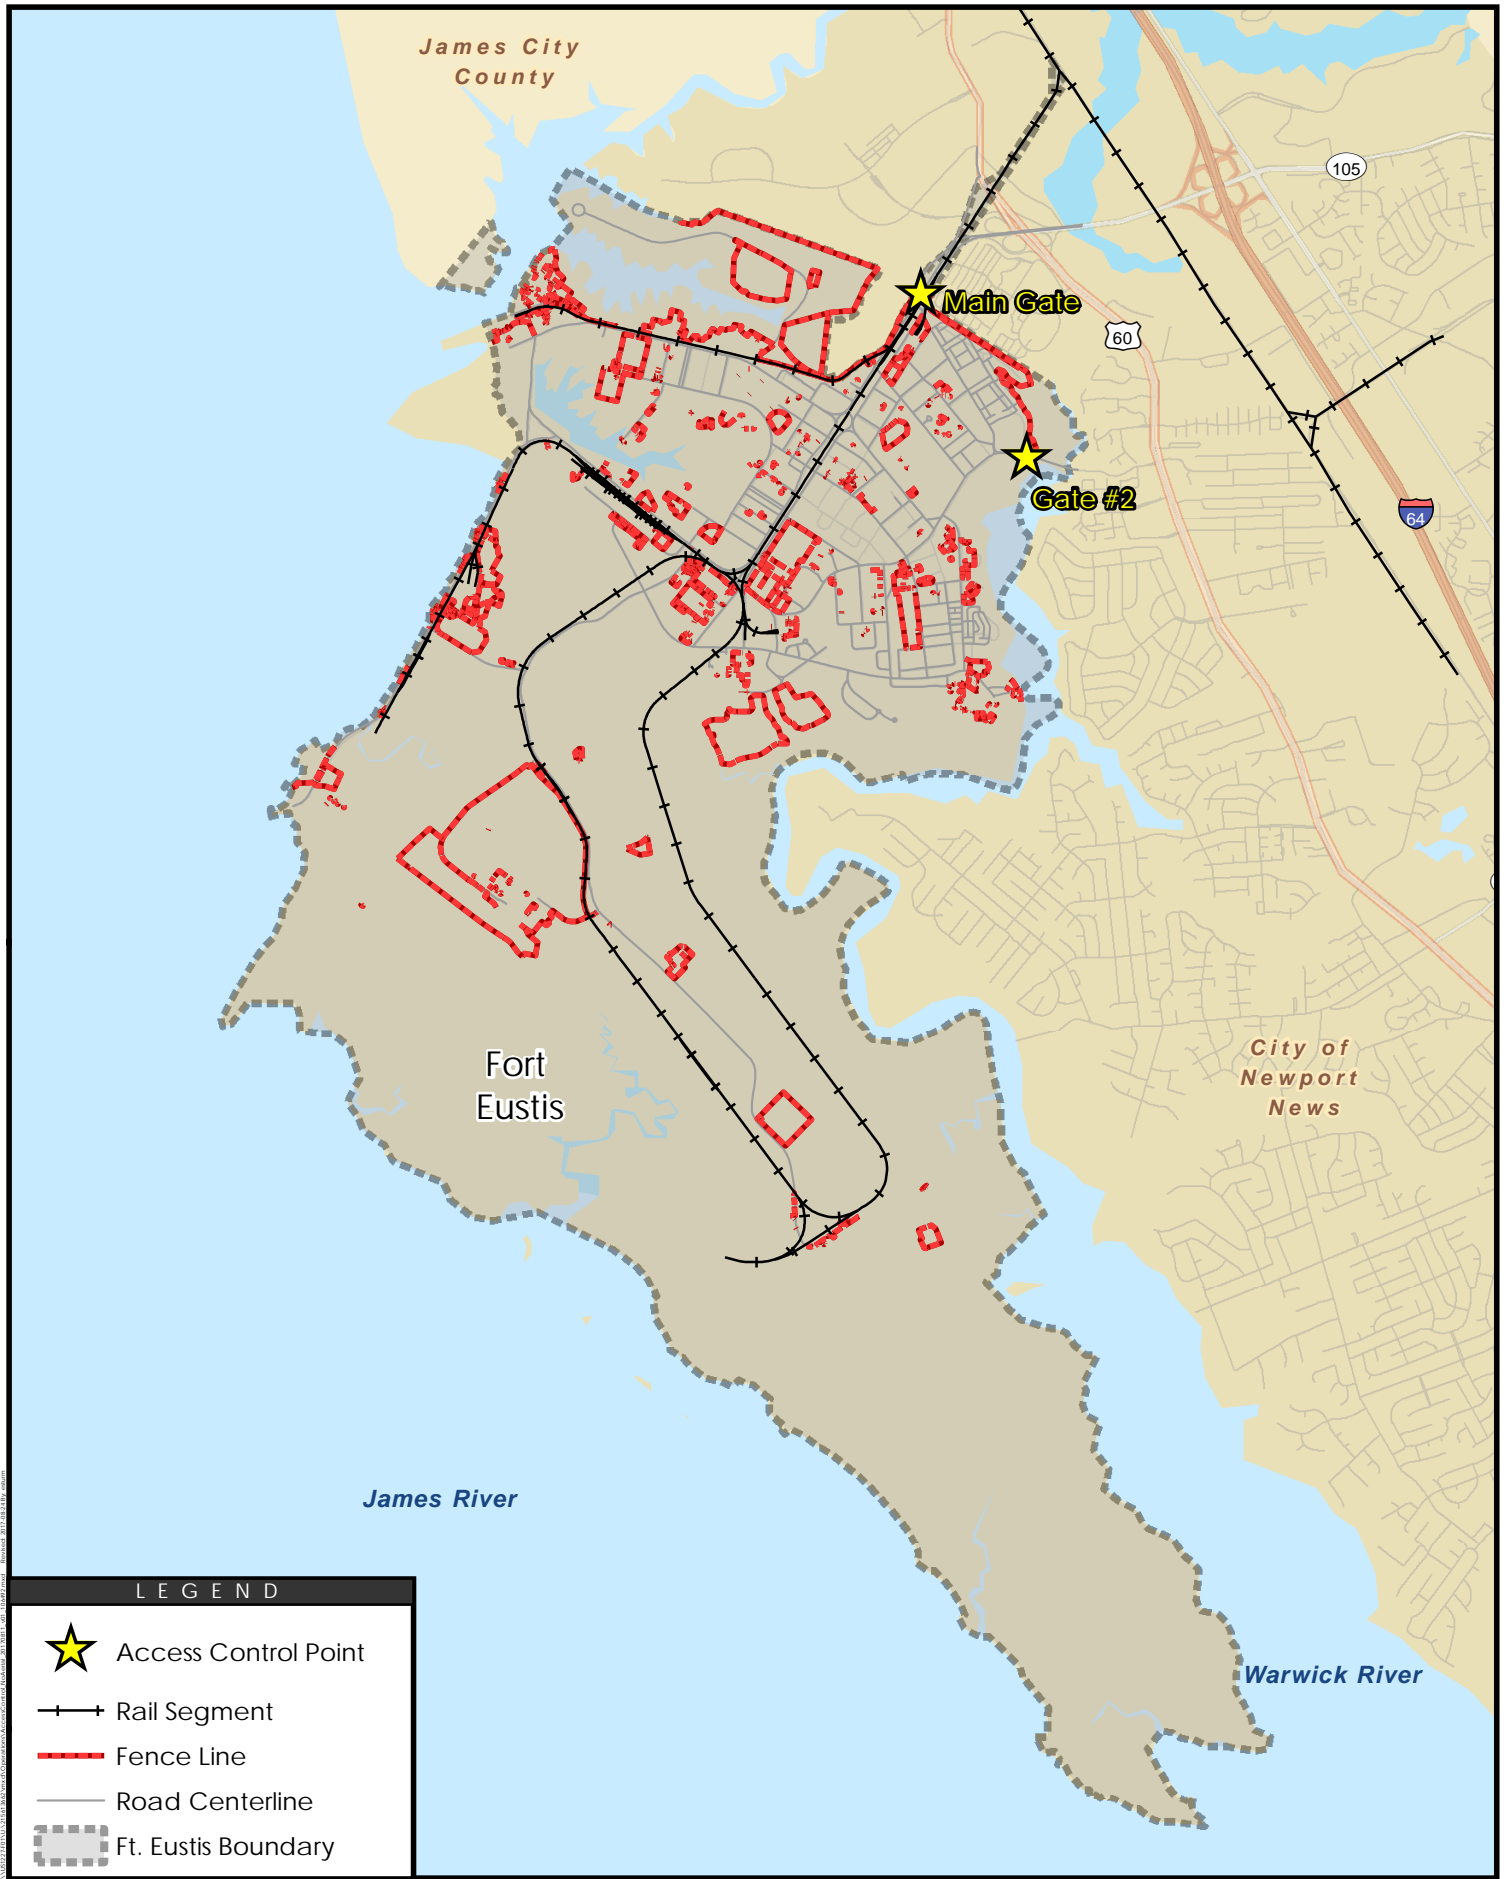 James City
County
105
Main Gate
60
Gate #2
64
City of
Newport
News
Fort
Eustis
James River
Warwick River
LEGEND
Access Control Point
Rail Segment
Fence Line
Road Centerline
Ft. Eustis Boundary